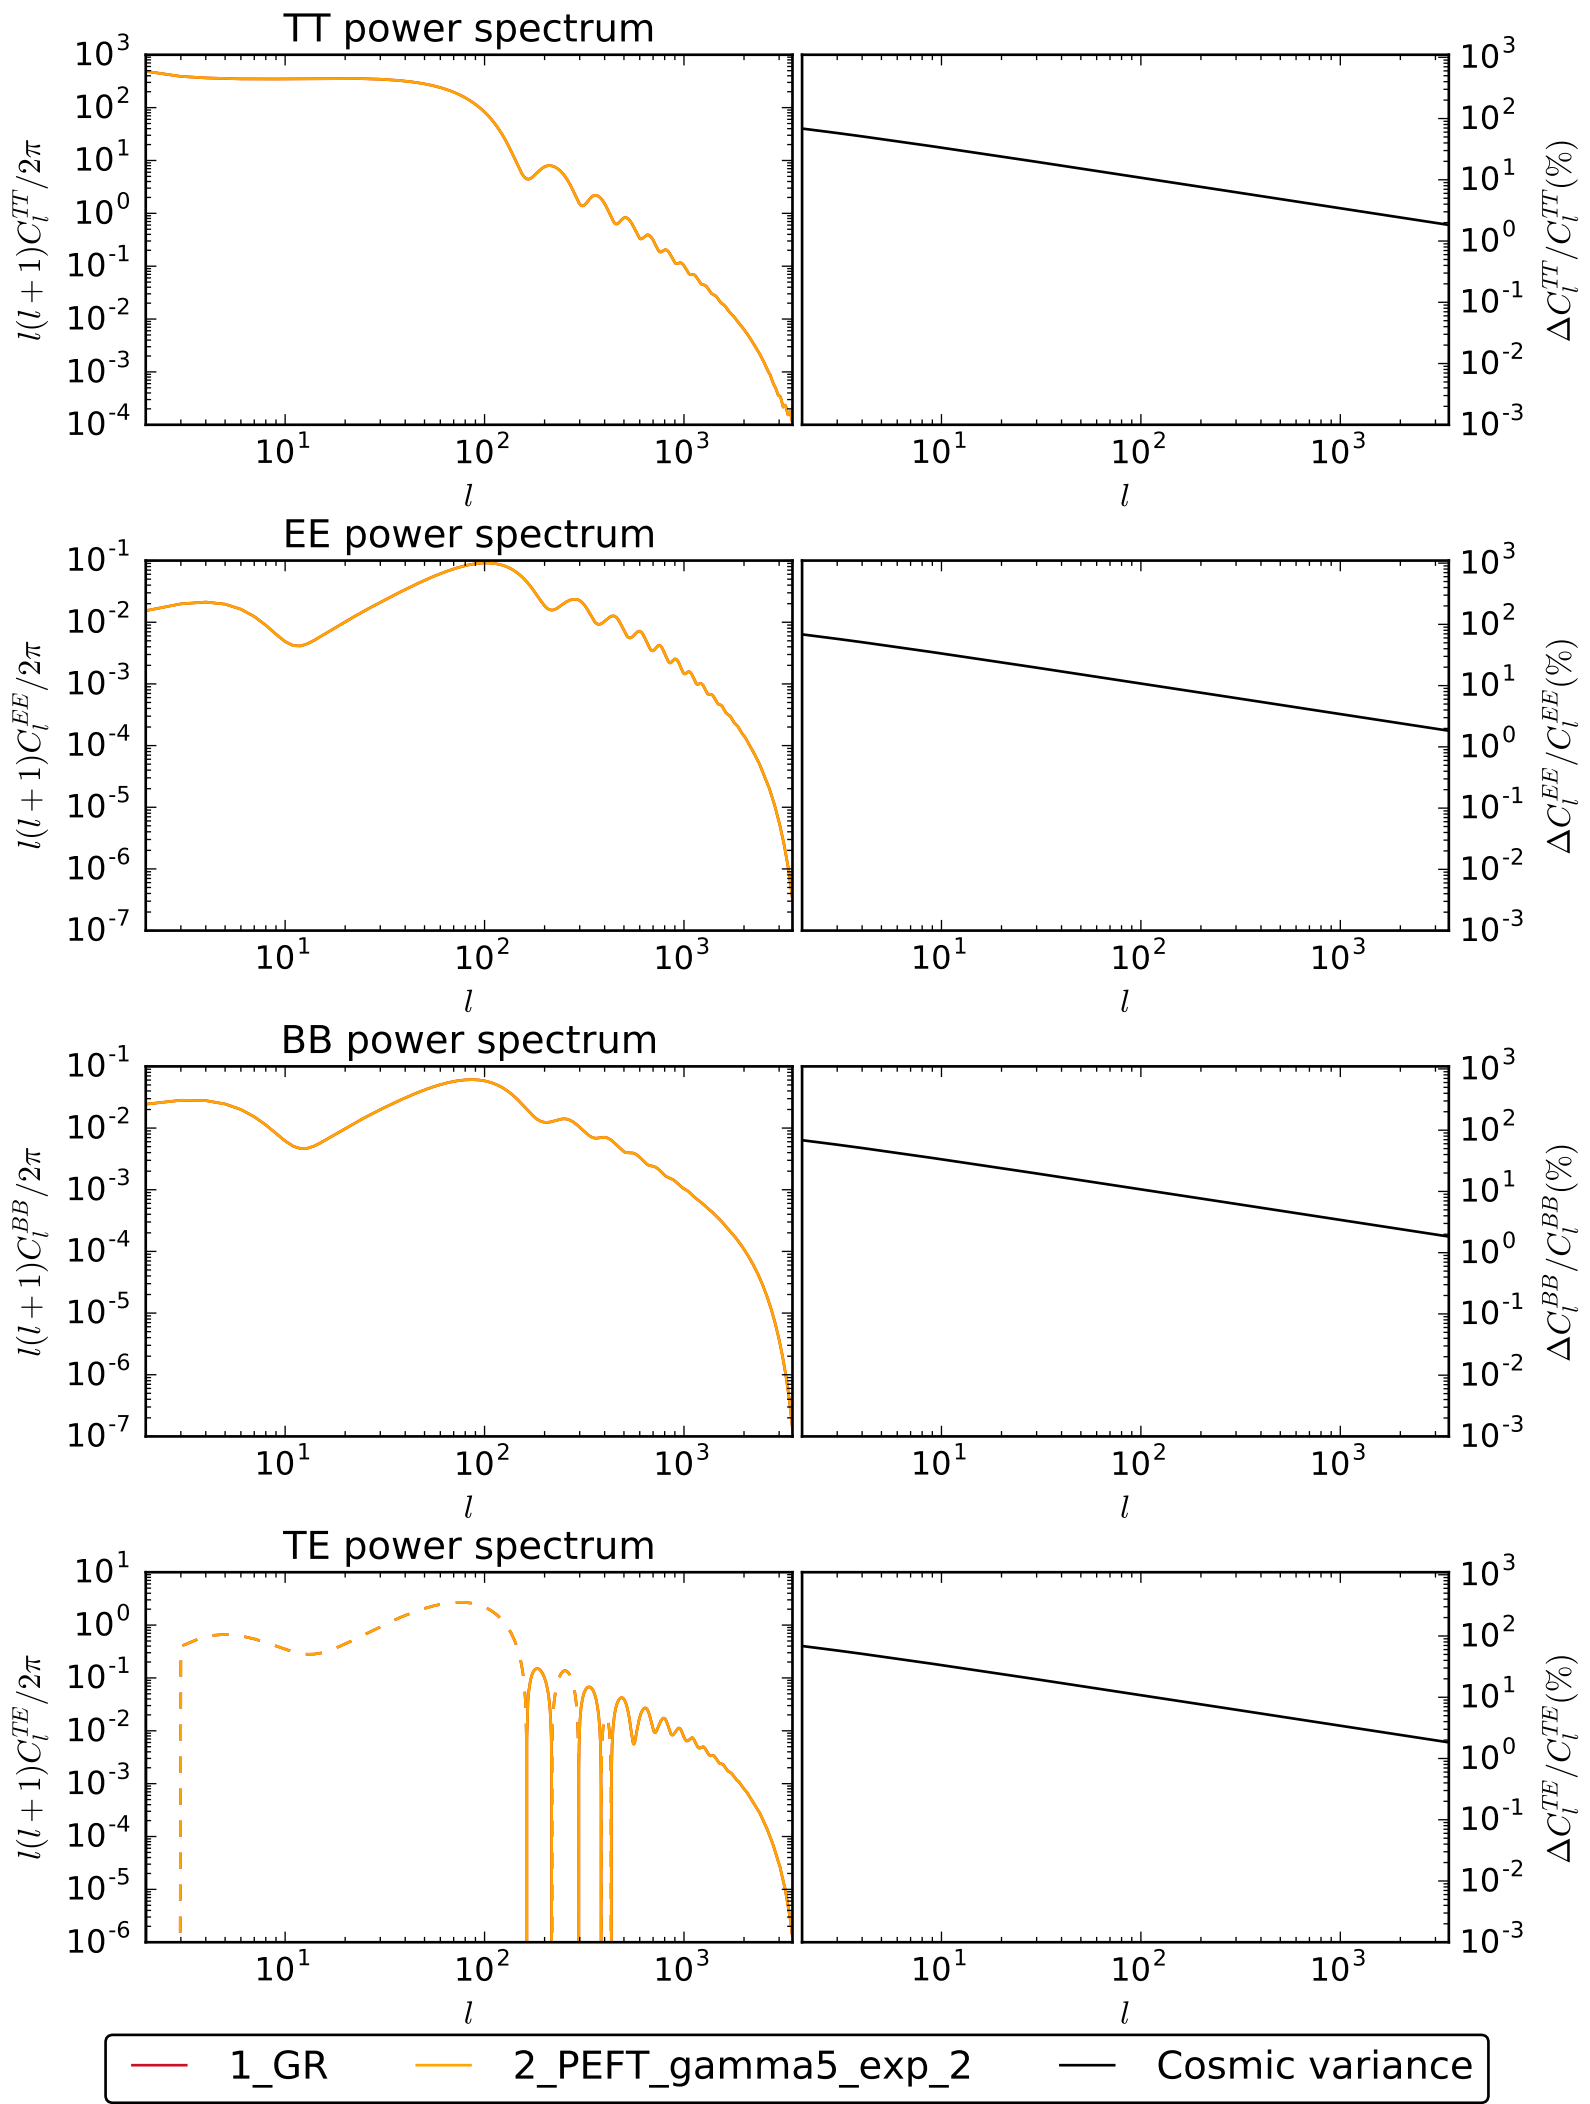 TT power spectrum
10^3
10^2
10^1
10^0
10^-1
10^-2
10^-3
10^-4
l(l + 1)C_l^{TT}/2π
10^1 10^2 10^3
l
10^3
10^2
10^1
10^0
10^-1
10^-2
10^-3
ΔC_l^{TT}/C_l^{TT}(%)
10^1 10^2 10^3
l
EE power spectrum
10^-1
10^-2
10^-3
10^-4
10^-5
10^-6
10^-7
l(l + 1)C_l^{EE}/2π
10^1 10^2 10^3
l
10^3
10^2
10^1
10^0
10^-1
10^-2
10^-3
ΔC_l^{EE}/C_l^{EE}(%)
10^1 10^2 10^3
l
BB power spectrum
10^-1
10^-2
10^-3
10^-4
10^-5
10^-6
10^-7
l(l + 1)C_l^{BB}/2π
10^1 10^2 10^3
l
10^3
10^2
10^1
10^0
10^-1
10^-2
10^-3
ΔC_l^{BB}/C_l^{BB}(%)
10^1 10^2 10^3
l
TE power spectrum
10^1
10^0
10^-1
10^-2
10^-3
10^-4
10^-5
10^-6
l(l + 1)C_l^{TE}/2π
10^1 10^2 10^3
l
10^3
10^2
10^1
10^0
10^-1
10^-2
10^-3
ΔC_l^{TE}/C_l^{TE}(%)
10^1 10^2 10^3
l
1_GR 2_PEFT_gamma5_exp_2 Cosmic variance